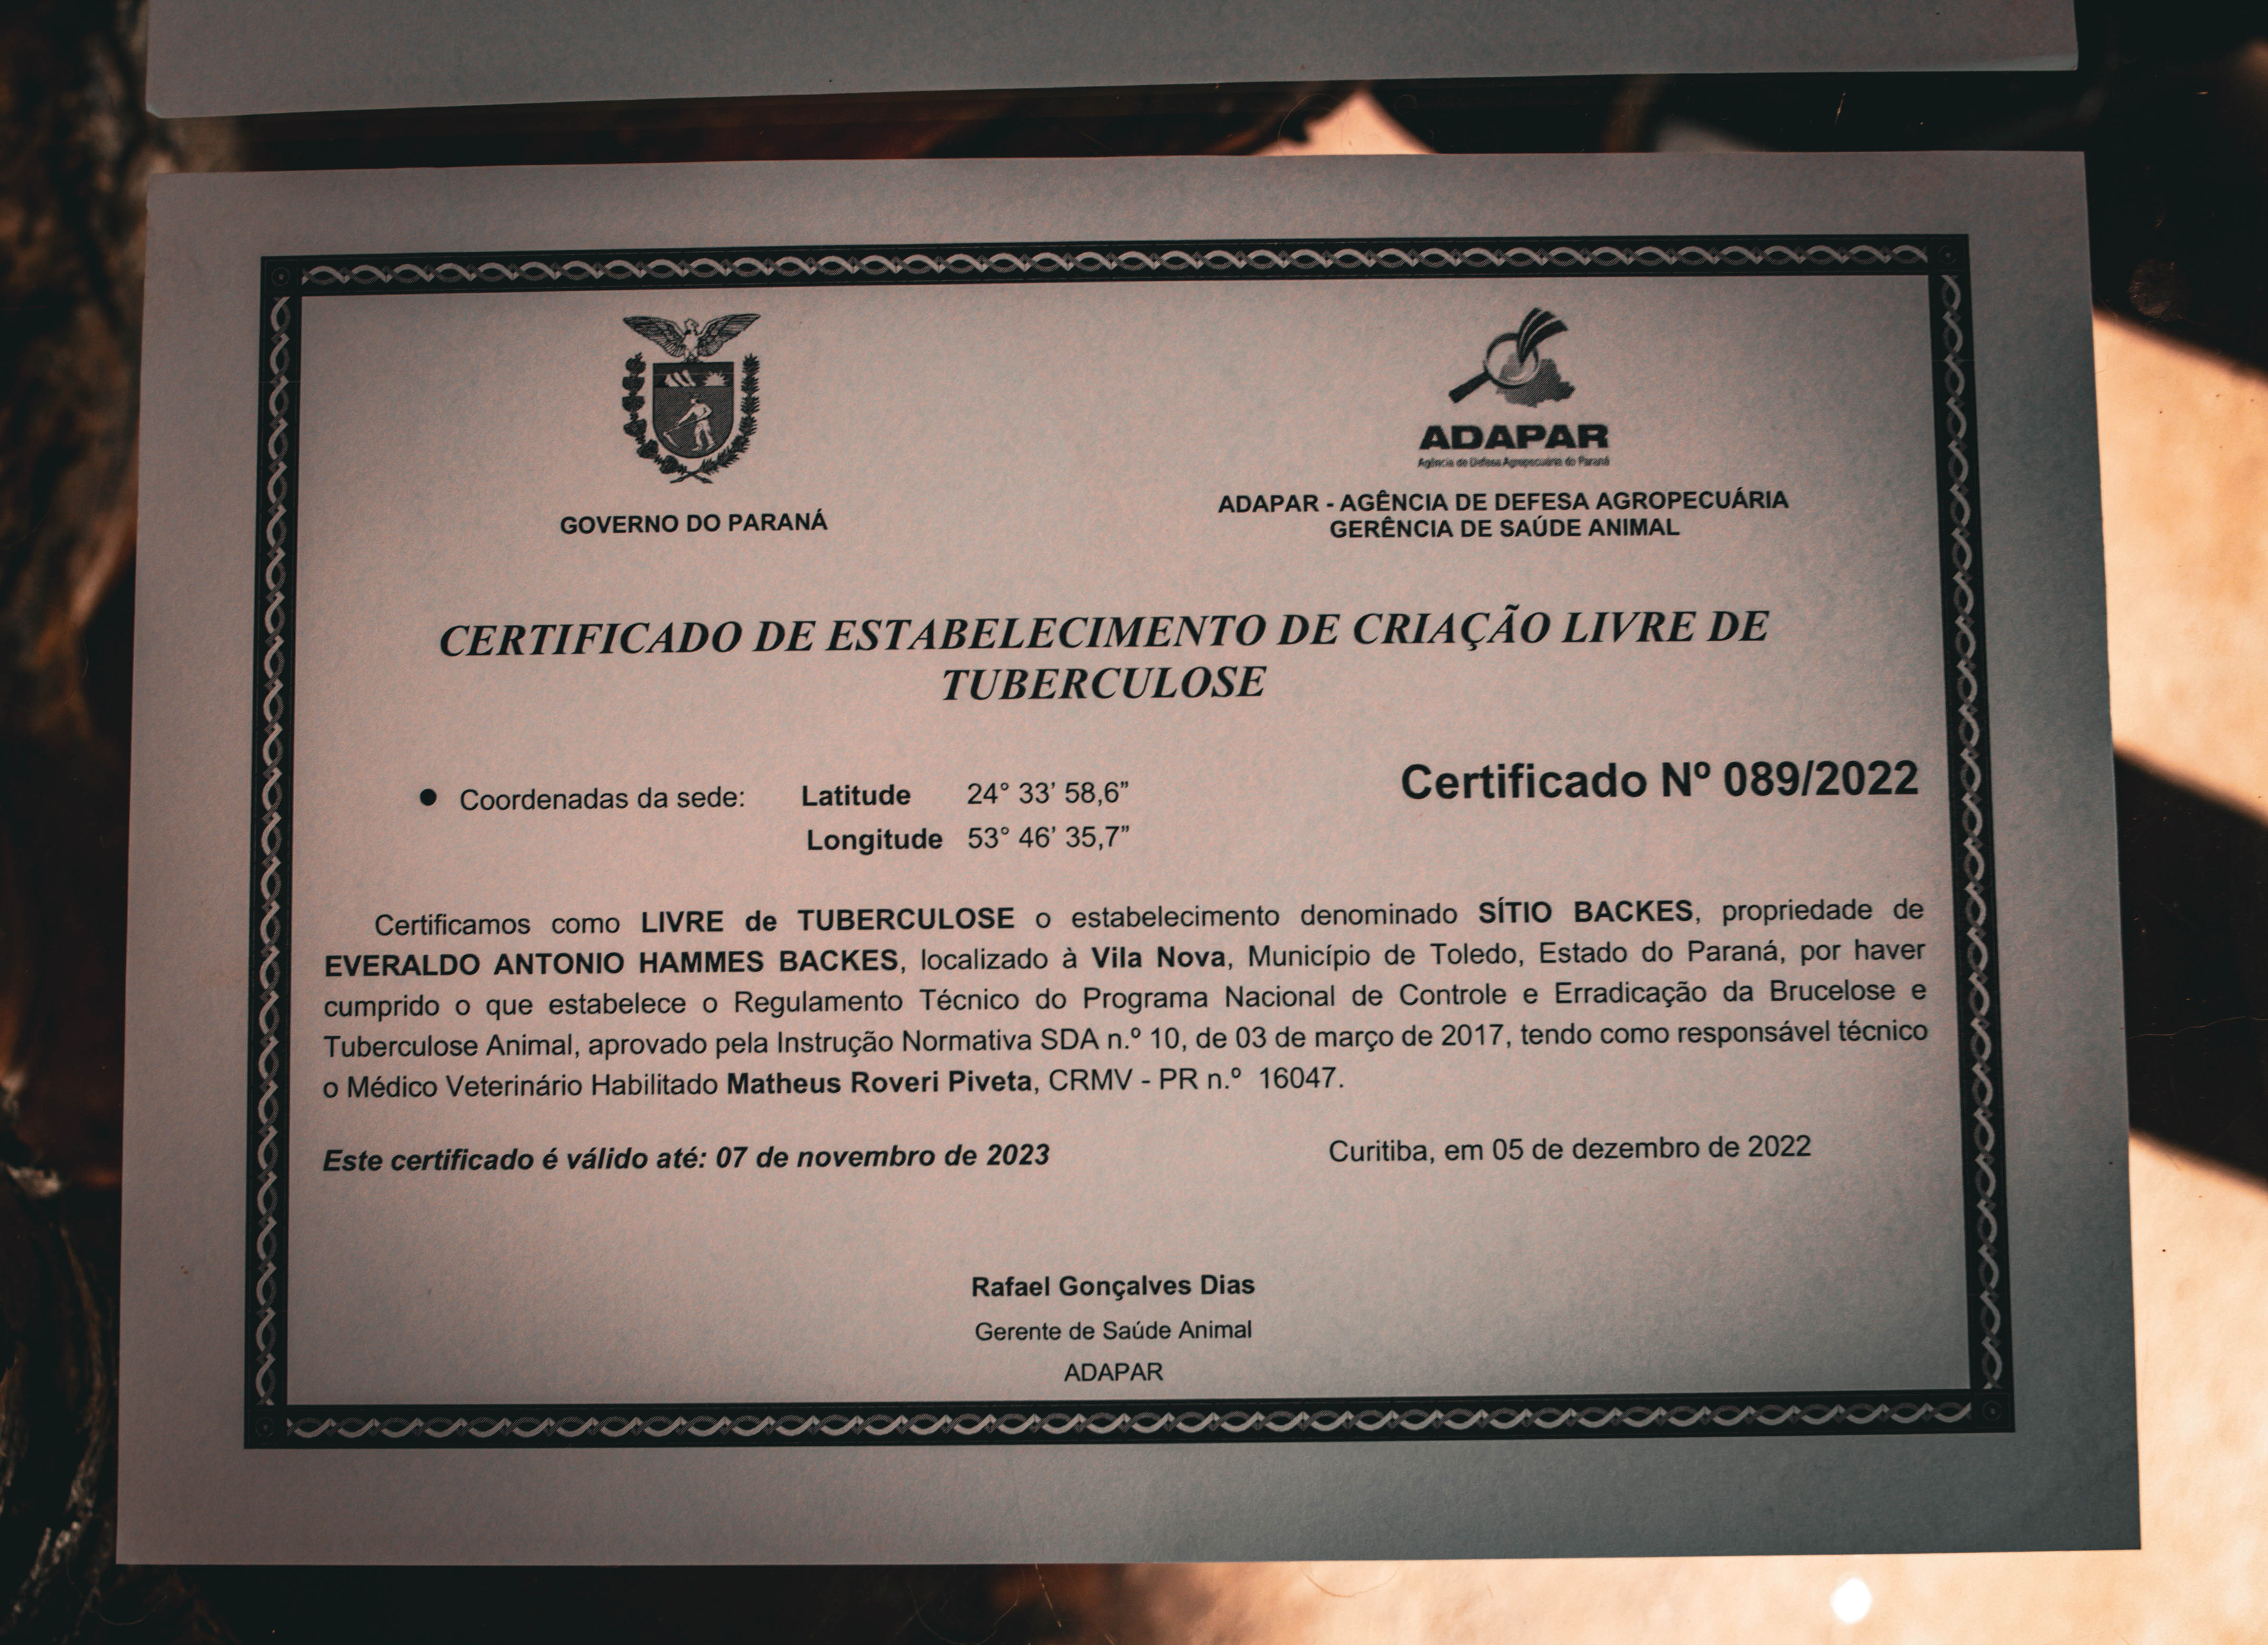 ADAPAR
Agência de Defesa Agropecuária do Paraná
GOVERNO DO PARANÁ
ADAPAR - AGÊNCIA DE DEFESA AGROPECUÁRIA
GERÊNCIA DE SAÚDE ANIMAL
CERTIFICADO DE ESTABELECIMENTO DE CRIAÇÃO LIVRE DE
TUBERCULOSE
Certificado Nº 089/2022
● Coordenadas da sede: Latitude 24° 33’ 58,6”
Longitude 53° 46’ 35,7”
Certificamos como LIVRE de TUBERCULOSE o estabelecimento denominado SÍTIO BACKES, propriedade de
EVERALDO ANTONIO HAMMES BACKES, localizado à Vila Nova, Município de Toledo, Estado do Paraná, por haver
cumprido o que estabelece o Regulamento Técnico do Programa Nacional de Controle e Erradicação da Brucelose e
Tuberculose Animal, aprovado pela Instrução Normativa SDA n.º 10, de 03 de março de 2017, tendo como responsável técnico
o Médico Veterinário Habilitado Matheus Roveri Piveta, CRMV - PR n.º 16047.
Este certificado é válido até: 07 de novembro de 2023
Curitiba, em 05 de dezembro de 2022
Rafael Gonçalves Dias
Gerente de Saúde Animal
ADAPAR